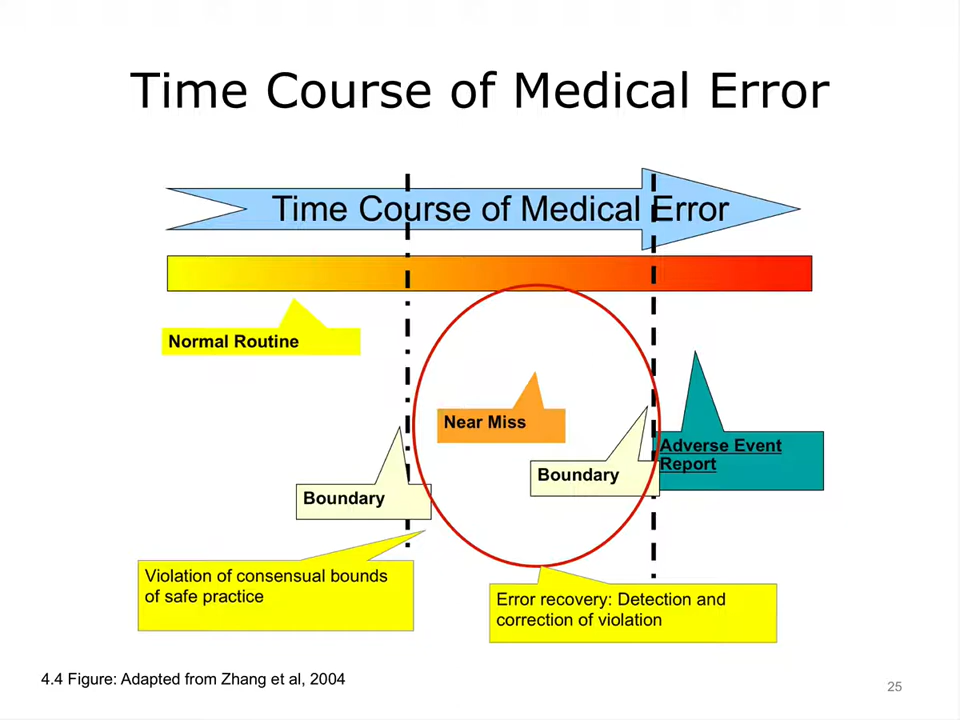 Time Course of Medical Error
Time Course of Medical Error
Normal Routine
Near Miss
Adverse Event
Report
Boundary
Boundary
Violation of consensual bounds
of safe practice
Error recovery: Detection and
correction of violation
4.4 Figure: Adapted from Zhang et al, 2004
25